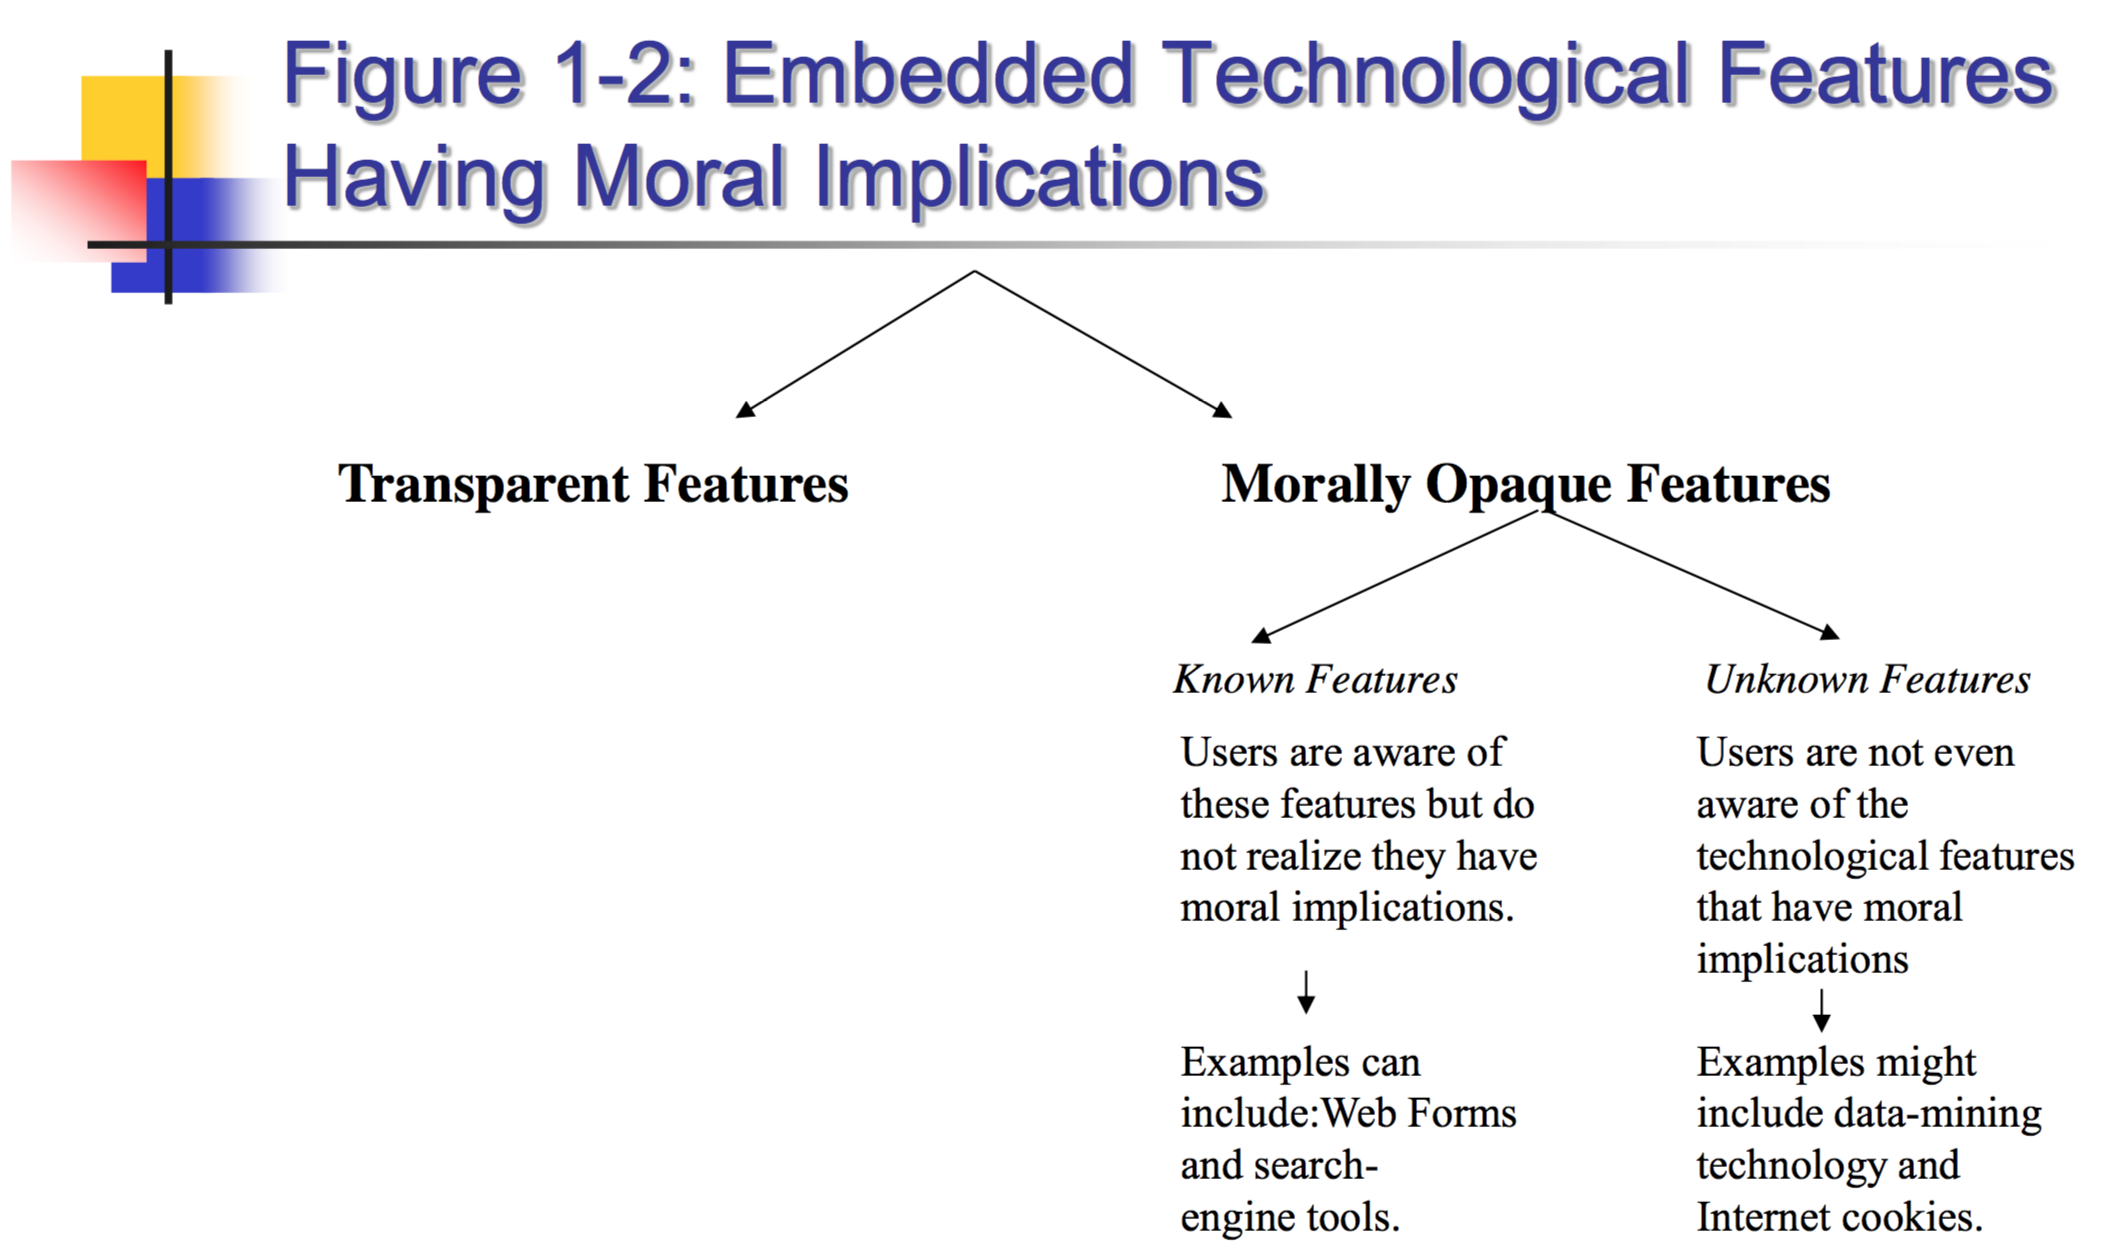 Figure 1-2: Embedded Technological Features
Having Moral Implications
Transparent Features
Morally Opaque Features
Known Features
Users are aware of
these features but do
not realize they have
moral implications.
Examples can
include:Web Forms
and search-
engine tools.
Unknown Features
Users are not even
aware of the
technological features
that have moral
implications
Examples might
include data-mining
technology and
Internet cookies.